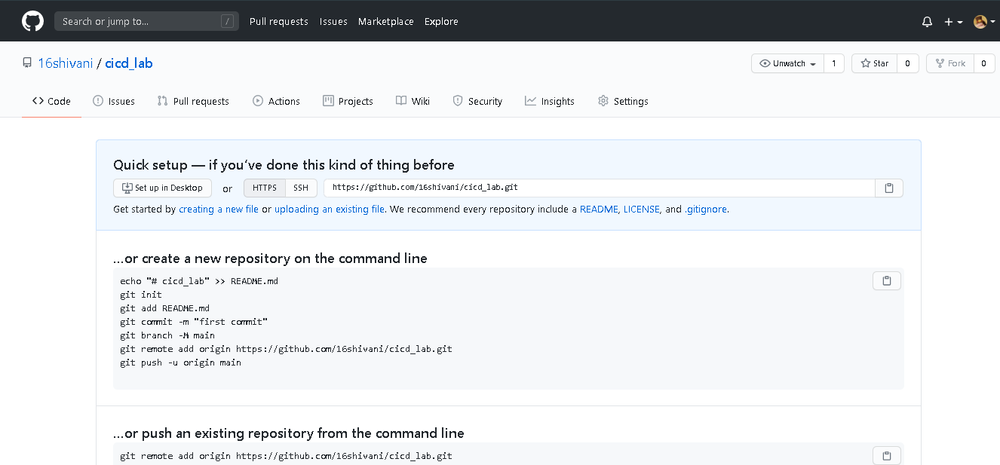 Search or jump to... / Pull requests Issues Marketplace Explore
16shivani / cicd_lab Unwatch 1 Star 0 Fork 0
Code Issues Pull requests Actions Projects Wiki Security Insights Settings
Quick setup — if you've done this kind of thing before
Set up in Desktop or HTTPS SSH https://github.com/16shivani/cicd_lab.git
Get started by creating a new file or uploading an existing file. We recommend every repository include a README, LICENSE, and .gitignore.
...or create a new repository on the command line
echo "# cicd_lab" >> README.md
git init
git add README.md
git commit -m "first commit"
git branch -M main
git remote add origin https://github.com/16shivani/cicd_lab.git
git push -u origin main
...or push an existing repository from the command line
git remote add origin https://github.com/16shivani/cicd_lab.git